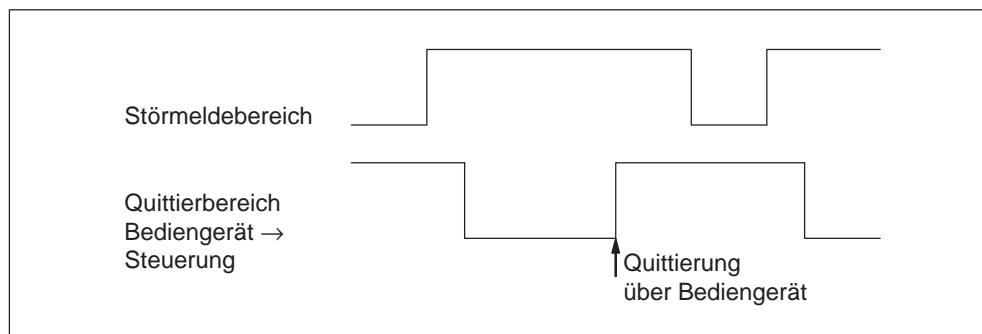 Störmeldebereich
Quittierbereich
Bediengerät →
Steuerung
Quittierung
über Bediengerät